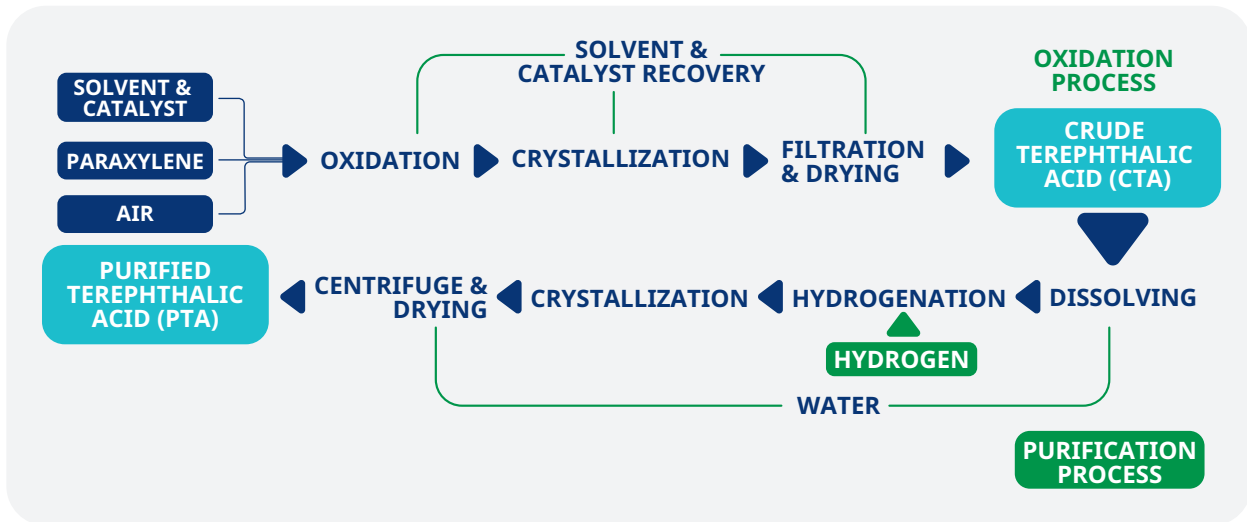 SOLVENT &
CATALYST RECOVERY
OXIDATION
PROCESS
SOLVENT &
CATALYST
PARAXYLENE
AIR
OXIDATION
CRYSTALLIZATION
FILTRATION
& DRYING
CRUDE
TEREPHTHALIC
ACID (CTA)
PURIFIED
TEREPHTHALIC
ACID (PTA)
CENTRIFUGE &
DRYING
CRYSTALLIZATION
HYDROGENATION
DISSOLVING
HYDROGEN
WATER
PURIFICATION
PROCESS